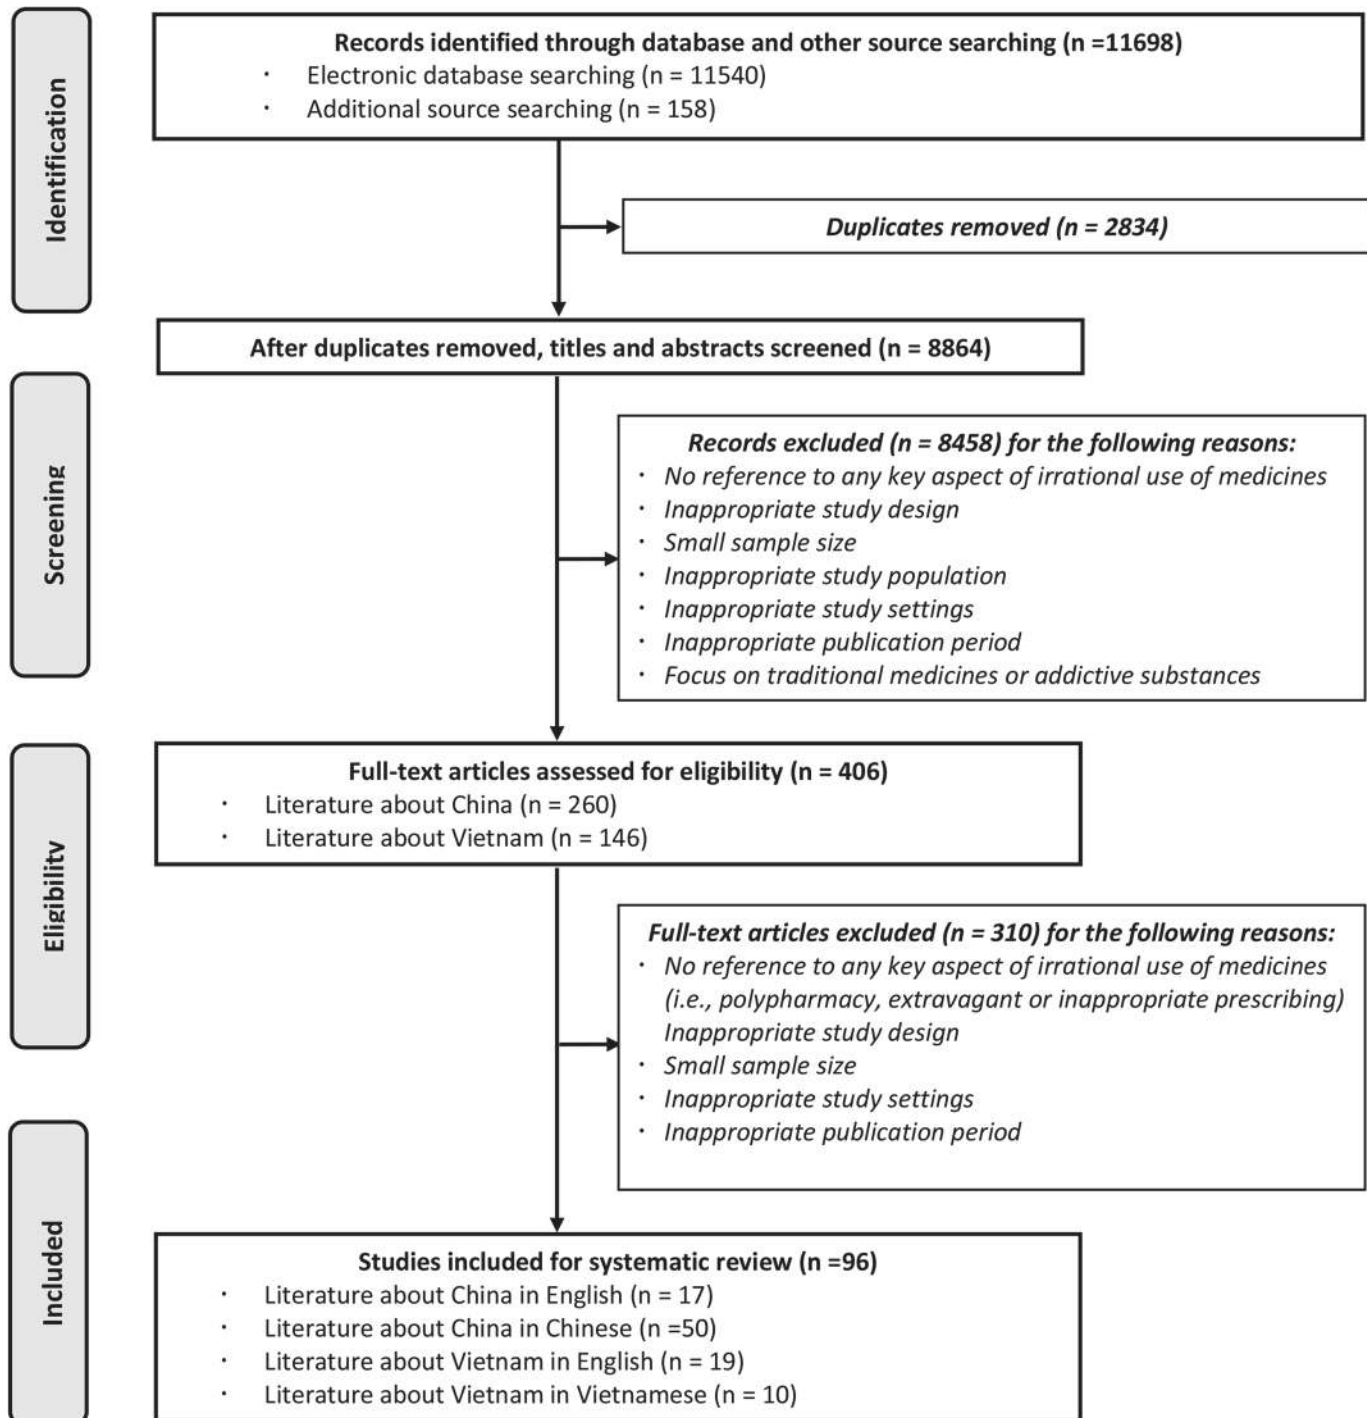 Identification
Records identified through database and other source searching (n =11698)
· Electronic database searching (n = 11540)
· Additional source searching (n = 158)
Duplicates removed (n = 2834)
After duplicates removed, titles and abstracts screened (n = 8864)
Screening
Records excluded (n = 8458) for the following reasons:
· No reference to any key aspect of irrational use of medicines
· Inappropriate study design
· Small sample size
· Inappropriate study population
· Inappropriate study settings
· Inappropriate publication period
· Focus on traditional medicines or addictive substances
Eligibility
Full-text articles assessed for eligibility (n = 406)
· Literature about China (n = 260)
· Literature about Vietnam (n = 146)
Full-text articles excluded (n = 310) for the following reasons:
· No reference to any key aspect of irrational use of medicines
(i.e., polypharmacy, extravagant or inappropriate prescribing)
Inappropriate study design
· Small sample size
· Inappropriate study settings
· Inappropriate publication period
Included
Studies included for systematic review (n =96)
· Literature about China in English (n = 17)
· Literature about China in Chinese (n =50)
· Literature about Vietnam in English (n = 19)
· Literature about Vietnam in Vietnamese (n = 10)